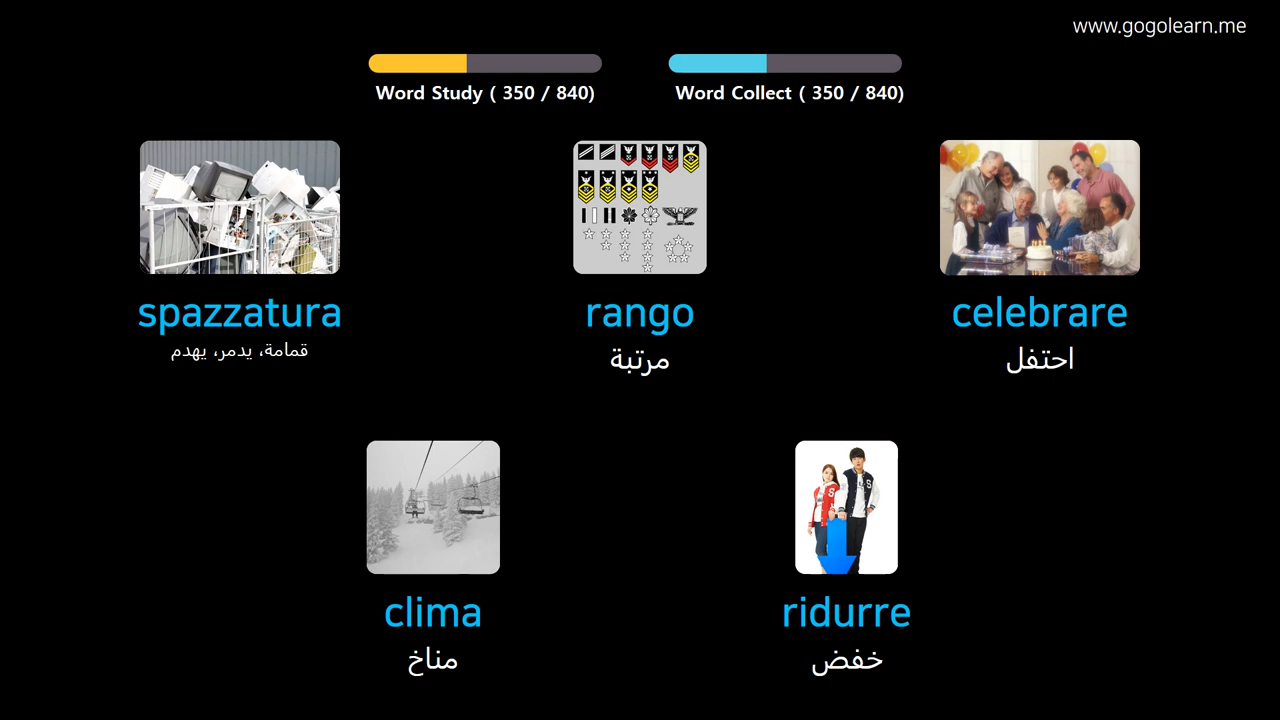 www.gogolearn.me
Word Study ( 350 / 840)
Word Collect ( 350 / 840)
spazzatura
قمامة، يدمر، يهدم
rango
مرتبة
celebrare
احتفل
clima
مناخ
ridurre
خفض